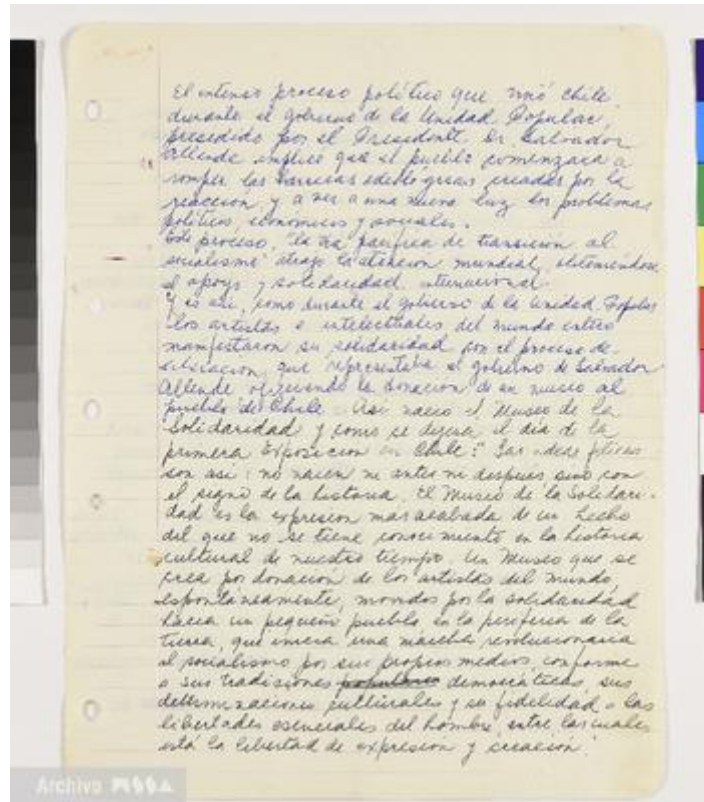 El intenso proceso político que vivió Chile,
durante el gobierno de la Unidad Popular,
presedido por el Presidente Dr. Salvador
Allende implicó que el pueblo comenzara a
romper las barreras ideológicas creadas por la
reacción y a ver a una nueva luz los problemas
políticos, económicos y sociales.
Este proceso, "la vía pacífica de transición al
socialismo" atrajo la atención mundial, obteniéndose
el apoyo y solidaridad internacional.
Y es así, como durante el gobierno de la Unidad Popular
los artistas e intelectuales del mundo entero
manifestaron su solidaridad con el proceso de
liberación, que representaba el gobierno de Salvador
Allende ofreciendo la donación de un museo al
pueblo de Chile. Así nació el Museo de la
Solidaridad y como se dijera el día de la
primera Exposición en Chile: "Las ideas felices
son así: no nacen ni antes ni despues sino con
el signo de la historia. El Museo de la Solidari-
dad es la expresión mas acabada de un hecho
del que no se tiene conocimiento en la historia
cultural de nuestro tiempo. Un Museo que se
crea por donación de los artistas del mundo,
espontáneamente, movidos por la solidaridad
hacia un pequeño pueblo en la periferia de la
tierra, que inicia una marcha revolucionaria
al socialismo por sus propios medios, conforme
a sus tradiciones democráticas, sus
determinaciones culturales y su fidelidad a las
libertades esenciales del hombre, entre las cuales
está la libertad de expresión y creación."
Archivo MSSA